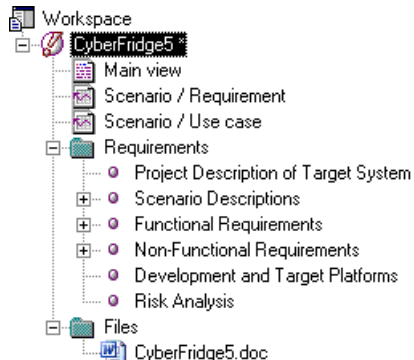 Workspace
CyberFridge5 *
Main view
Scenario / Requirement
Scenario / Use case
Requirements
Project Description of Target System
Scenario Descriptions
Functional Requirements
Non-Functional Requirements
Development and Target Platforms
Risk Analysis
Files
CyberFridge5.doc